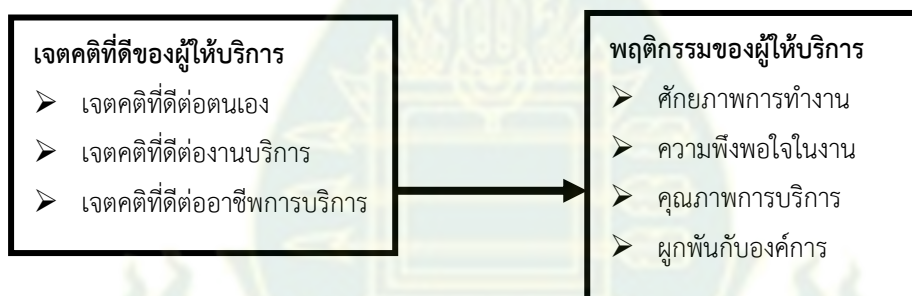 เจตคติที่ดีของผู้ให้บริการ
➢ เจตคติที่ดีต่อตนเอง
➢ เจตคติที่ดีต่องานบริการ
➢ เจตคติที่ดีต่ออาชีพการบริการ
พฤติกรรมของผู้ให้บริการ
➢ ศักยภาพการทำงาน
➢ ความพึงพอใจในงาน
➢ คุณภาพการบริการ
➢ ผูกพันกับองค์การ